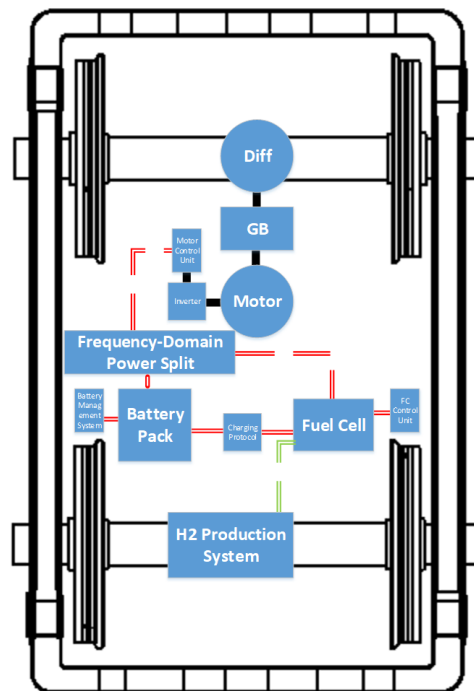 Diff
GB
Motor
Control
Unit
Inverter
Motor
Frequency-Domain
Power Split
Battery
Manag
ement
System
Battery
Pack
Charging
Protocol
Fuel Cell
FC
Control
Unit
H2 Production
System